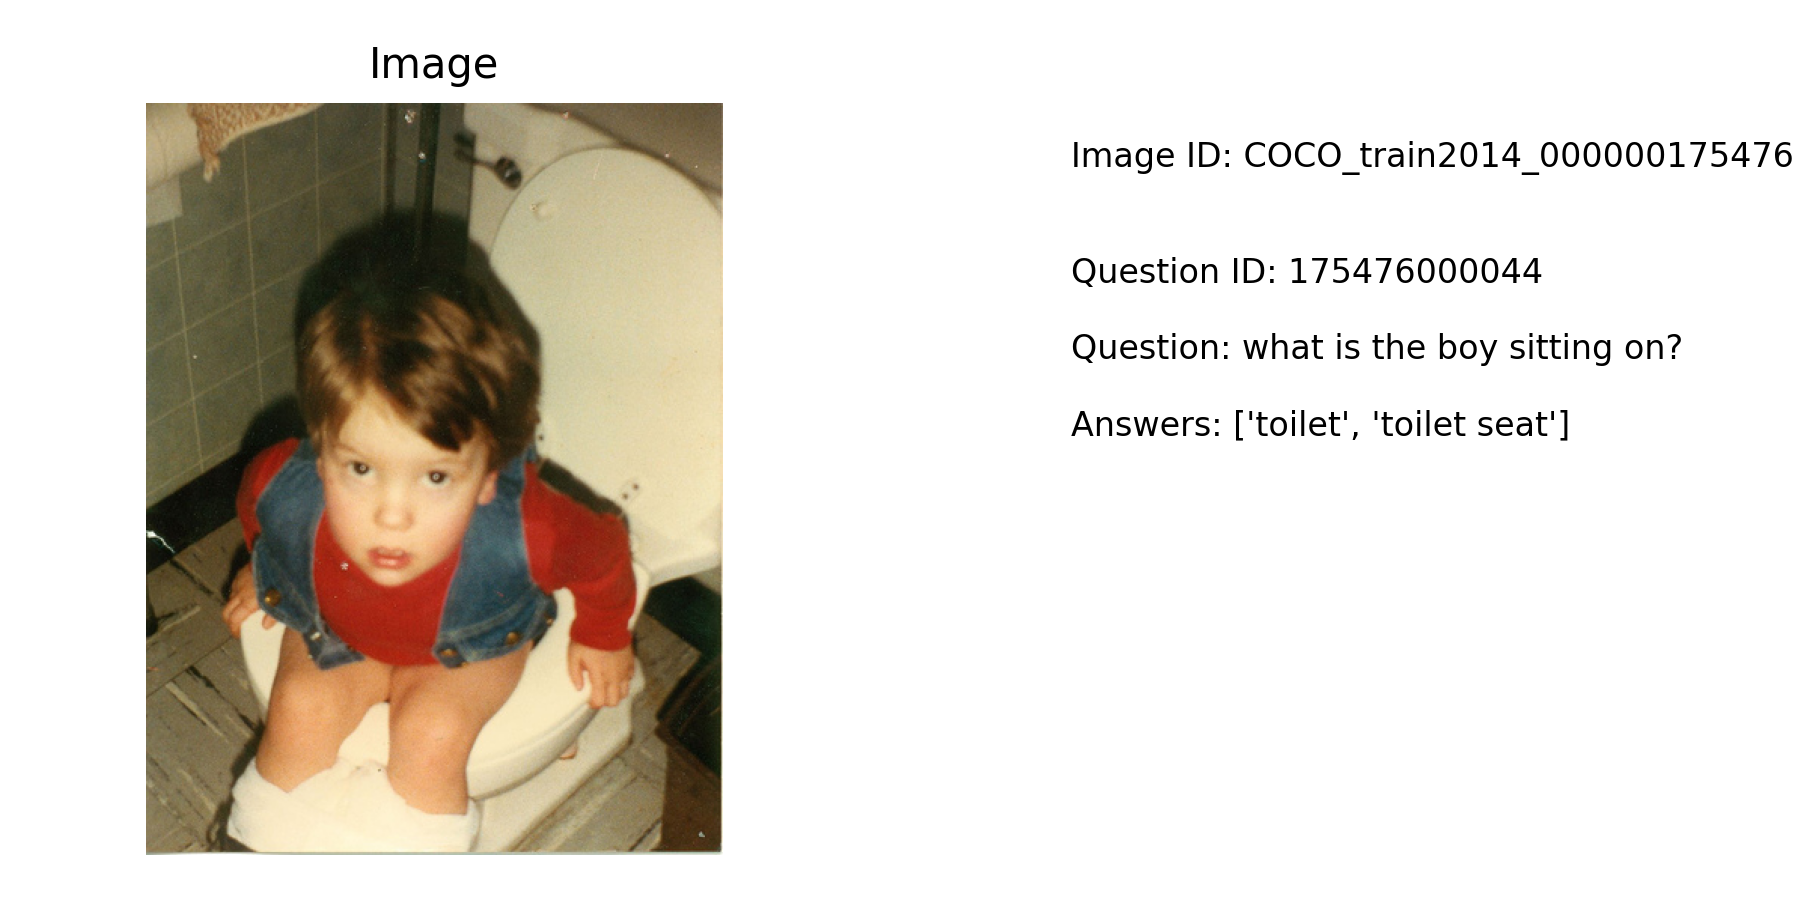 Image
Image ID: COCO_train2014_000000175476
Question ID: 175476000044
Question: what is the boy sitting on?
Answers: ['toilet', 'toilet seat']